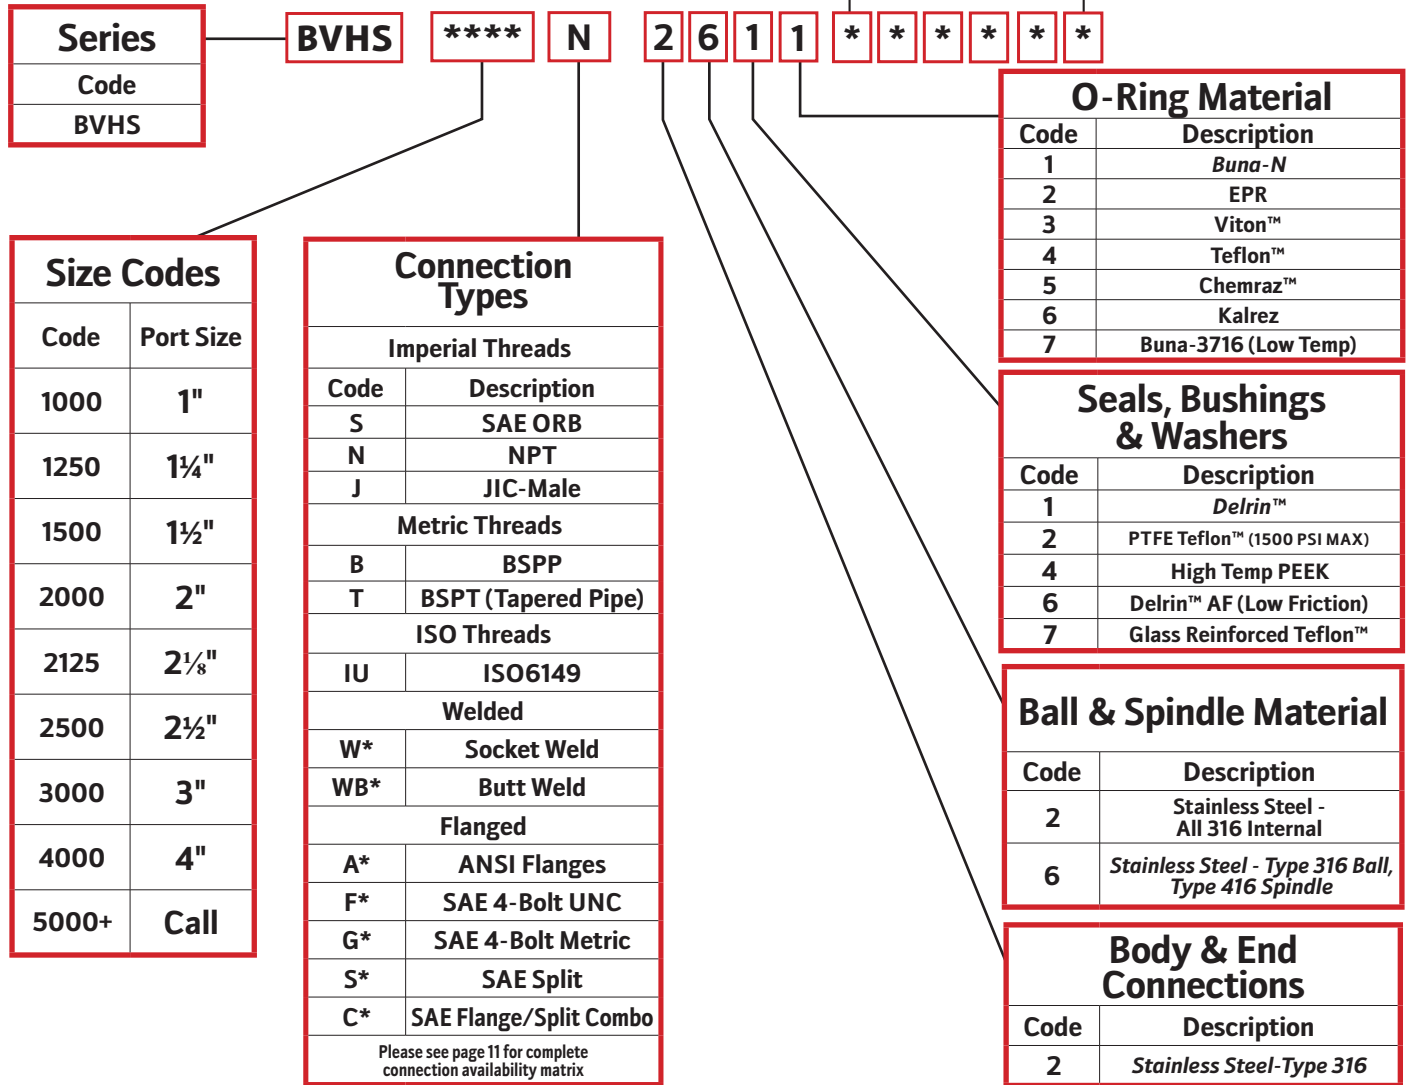 Series
Code
BVHS
BVHS **** N 2 6 1 1 * * * * * *
Size Codes
Code Port Size
1000 1"
1250 1¼"
1500 1½"
2000 2"
2125 2⅛"
2500 2½"
3000 3"
4000 4"
5000+ Call
Connection
Types
Imperial Threads
Code Description
S SAE ORB
N NPT
J JIC-Male
Metric Threads
B BSPP
T BSPT (Tapered Pipe)
ISO Threads
IU ISO6149
Welded
W* Socket Weld
WB* Butt Weld
Flanged
A* ANSI Flanges
F* SAE 4-Bolt UNC
G* SAE 4-Bolt Metric
S* SAE Split
C* SAE Flange/Split Combo
Please see page 11 for complete
connection availability matrix
O-Ring Material
Code Description
1 Buna-N
2 EPR
3 Viton™
4 Teflon™
5 Chemraz™
6 Kalrez
7 Buna-3716 (Low Temp)
Seals, Bushings
& Washers
Code Description
1 Delrin™
2 PTFE Teflon™ (1500 PSI MAX)
4 High Temp PEEK
6 Delrin™ AF (Low Friction)
7 Glass Reinforced Teflon™
Ball & Spindle Material
Code Description
2 Stainless Steel -
All 316 Internal
6 Stainless Steel - Type 316 Ball,
Type 416 Spindle
Body & End
Connections
Code Description
2 Stainless Steel-Type 316